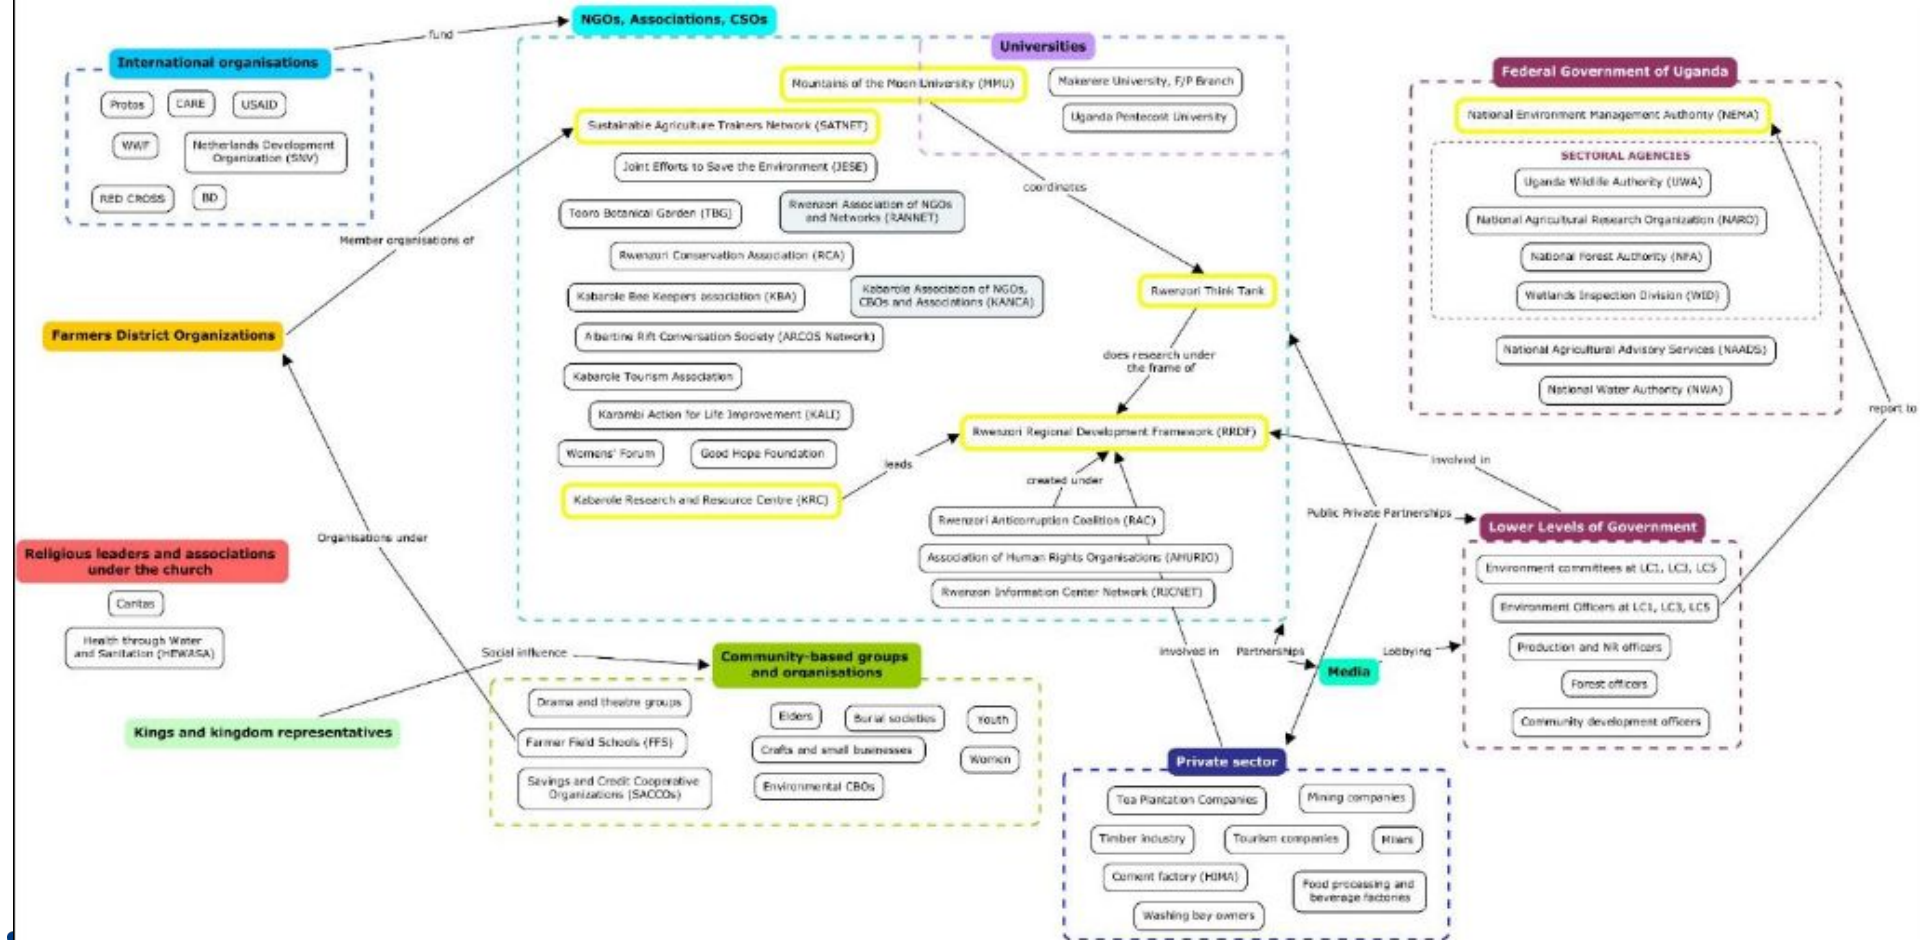 NGOs, Associations, CSOs
fund
International organisations
Protos
CARE
USAID
WWF
Netherlands Development
Organization (SNV)
RED CROSS
BD
Universities
Mountains of the Moon University (MMU)
Makerere University, F/P Branch
Uganda Pentecost University
Sustainable Agriculture Trainers Network (SATNET)
Joint Efforts to Save the Environment (JESE)
Tooro Botanical Garden (TBG)
Rwenzori Association of NGOs
and Networks (RANNET)
Rwenzori Conservation Association (RCA)
Kabarole Bee Keepers association (KBA)
Kabarole Association of NGOs,
CBOs and Associations (KANCA)
Albertine Rift Conversation Society (ARCOS Network)
Kabarole Tourism Association
Karambi Action for Life Improvement (KALI)
Womens' Forum
Good Hope Foundation
Kabarole Research and Resource Centre (KRC)
leads
coordinates
Rwenzori Think Tank
does research under
the frame of
Rwenzori Regional Development Framework (RRDF)
created under
Rwenzori Anticorruption Coalition (RAC)
Association of Human Rights Organisations (AHURIO)
Rwenzori Information Center Network (RICNET)
Federal Government of Uganda
National Environment Management Authority (NEMA)
SECTORAL AGENCIES
Uganda Wildlife Authority (UWA)
National Agricultural Research Organization (NARO)
National Forest Authority (NFA)
Wetlands Inspection Division (WID)
National Agricultural Advisory Services (NAADS)
National Water Authority (NWA)
report to
involved in
Public Private Partnerships
Lower Levels of Government
Environment committees at LC1, LC3, LC5
Environment Officers at LC1, LC3, LC5
Production and NR officers
Forest officers
Community development officers
Member organisations of
Farmers District Organizations
Organisations under
Religious leaders and associations
under the church
Caritas
Health through Water
and Sanitation (HEWASA)
Social influence
Kings and kingdom representatives
Community-based groups
and organisations
Drama and theatre groups
Elders
Burial societies
Youth
Farmer Field Schools (FFS)
Crafts and small businesses
Women
Savings and Credit Cooperative
Organizations (SACCOs)
Environmental CBOs
involved in
Partnerships
Media
Lobbying
Private sector
Tea Plantation Companies
Mining companies
Timber industry
Tourism companies
Cement factory (HIMA)
Food processing and
beverage factories
Washing bay owners